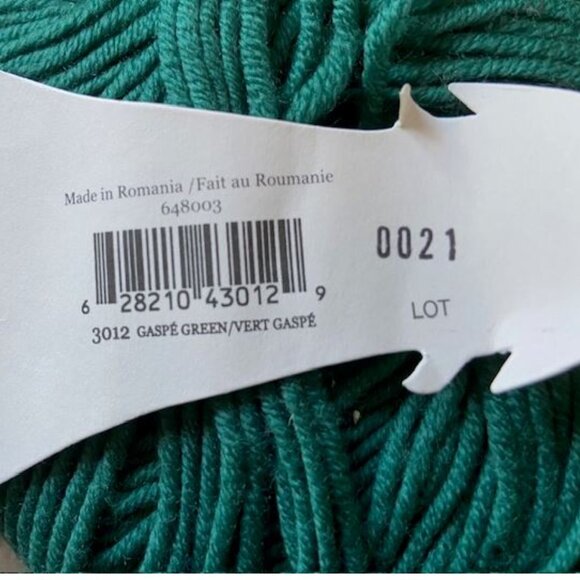 Made in Romania /Fait au Roumanie
648003
6 28210 43012 9
3012 GASPÉ GREEN/VERT GASPÉ
0021
LOT